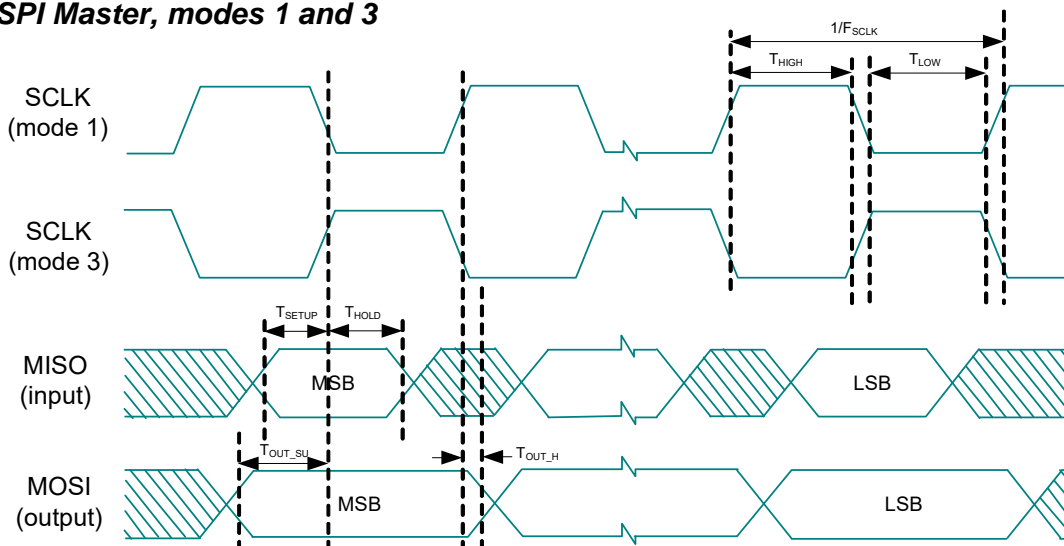 SPI Master, modes 1 and 3
1/FSCLK
THIGH
TLOW
SCLK
(mode 1)
SCLK
(mode 3)
TSETUP
THOLD
MISO
(input)
MSB
LSB
TOUT_SU
TOUT_H
MOSI
(output)
MSB
LSB